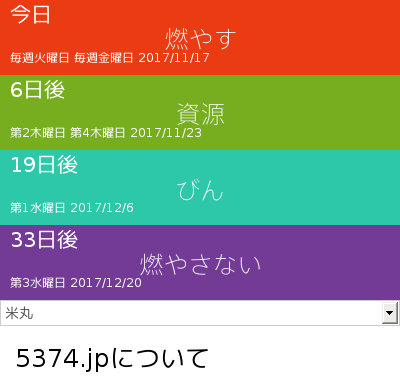 今日
燃やす
毎週火曜日 毎週金曜日 2017/11/17
6日後
資源
第2木曜日 第4木曜日 2017/11/23
19日後
びん
第1水曜日 2017/12/6
33日後
燃やさない
第3水曜日 2017/12/20
米丸
5374.jpについて